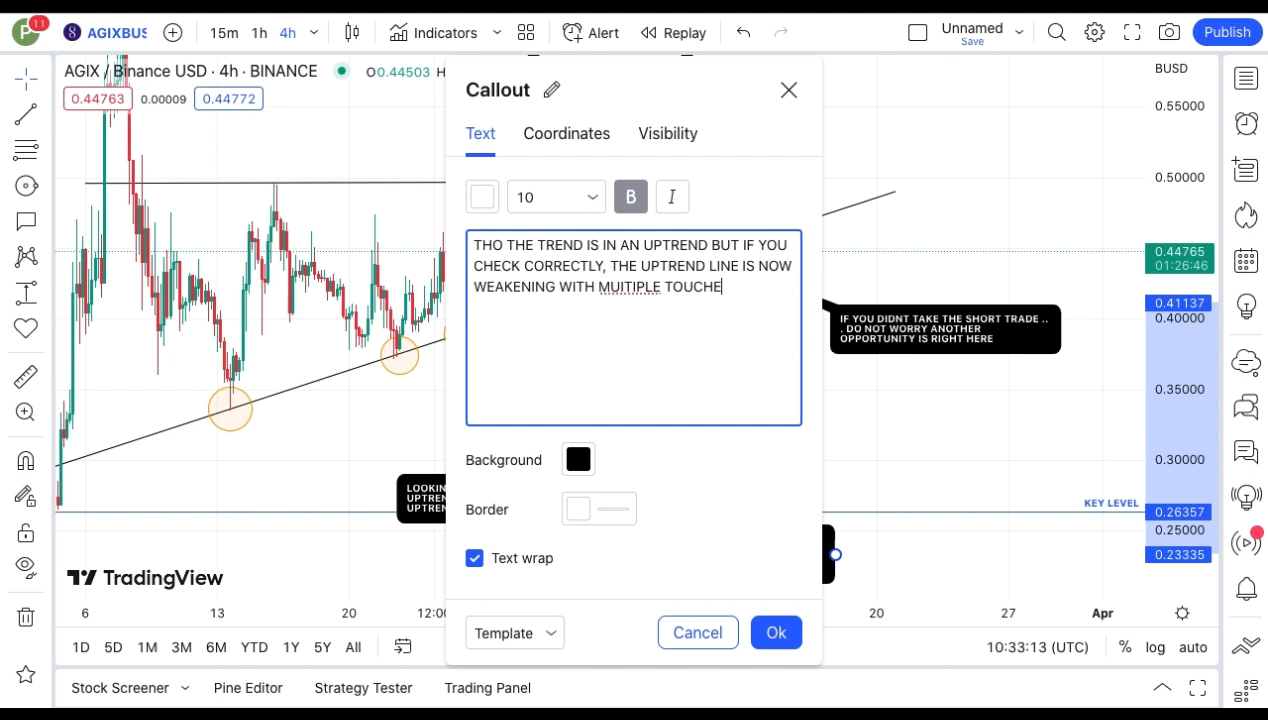 P
11
AGIXBUS
15m 1h 4h
Indicators
Alert
Replay
Unnamed
Save
Publish
AGIX / Binance USD · 4h · BINANCE
O0.44503 H
0.44763
0.00009
0.44772
Callout
Text
Coordinates
Visibility
10
B
I
THO THE TREND IS IN AN UPTREND BUT IF YOU
CHECK CORRECTLY, THE UPTREND LINE IS NOW
WEAKENING WITH MUITIPLE TOUCHE
Background
Border
Text wrap
Template
Cancel
Ok
BUSD
0.55000
0.50000
0.44765
01:26:46
0.41137
0.40000
0.35000
0.30000
0.26357
0.25000
0.23335
IF YOU DIDNT TAKE THE SHORT TRADE ..
. DO NOT WORRY ANOTHER
OPPORTUNITY IS RIGHT HERE
KEY LEVEL
LOOKIN
UPTREN
UPTREN
TradingView
6
13
20
12:00
20
27
Apr
1D 5D 1M 3M 6M YTD 1Y 5Y All
10:33:13 (UTC)
%
log
auto
Stock Screener
Pine Editor
Strategy Tester
Trading Panel